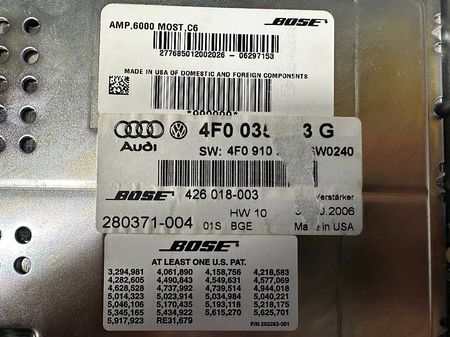 AMP,6000 MOST,C6
BOSE
277685012002026 - 06297153
MADE IN USA OF DOMESTIC AND FOREIGN COMPONENTS
Audi
4F0 035 3 G
SW: 4F0 910 SW0240
BOSE 426 018-003 Verstärker
280371-004 01S HW 10 BGE .2006
Made in USA
BOSE
AT LEAST ONE U.S. PAT.
3,294,981 4,061,890 4,158,756 4,218,583
4,282,605 4,490,843 4,549,631 4,577,069
4,628,528 4,737,992 4,739,514 4,944,018
5,014,323 5,023,914 5,034,984 5,040,221
5,046,106 5,170,435 5,193,118 5,218,175
5,345,165 5,434,922 5,615,270 5,625,701
5,917,923 RE31,679
P/N 255263-001